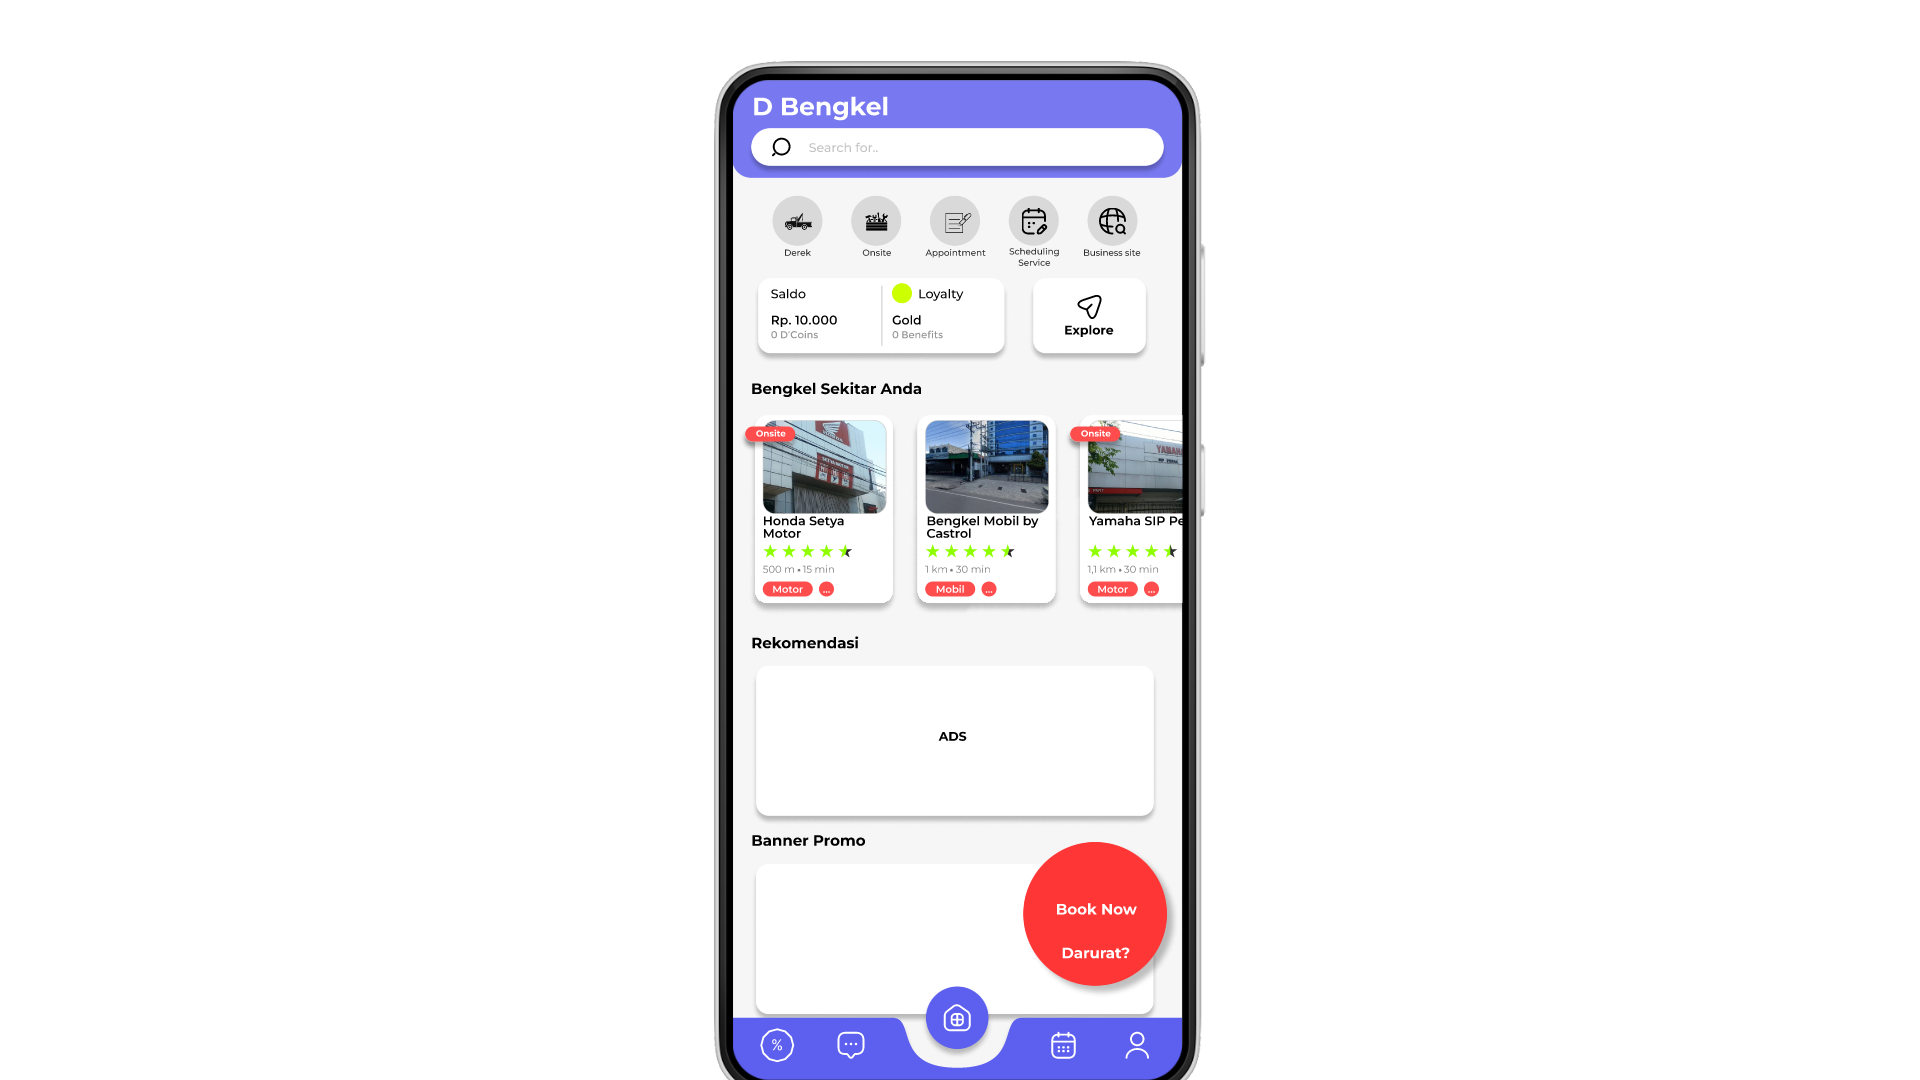 D Bengkel
Search for..
Derek
Onsite
Appointment
Scheduling
Service
Business site
Saldo
Loyalty
Rp. 10.000
Gold
0 D'Coins
0 Benefits
Explore
Bengkel Sekitar Anda
Onsite
Onsite
YAMAH
Honda Setya
Motor
Bengkel Mobil by
Castrol
Yamaha SIP Pe
500 m • 15 min
1 km • 30 min
1,1 km • 30 min
Motor
...
Mobil
...
Motor
...
Rekomendasi
ADS
Banner Promo
Book Now
Darurat?
%